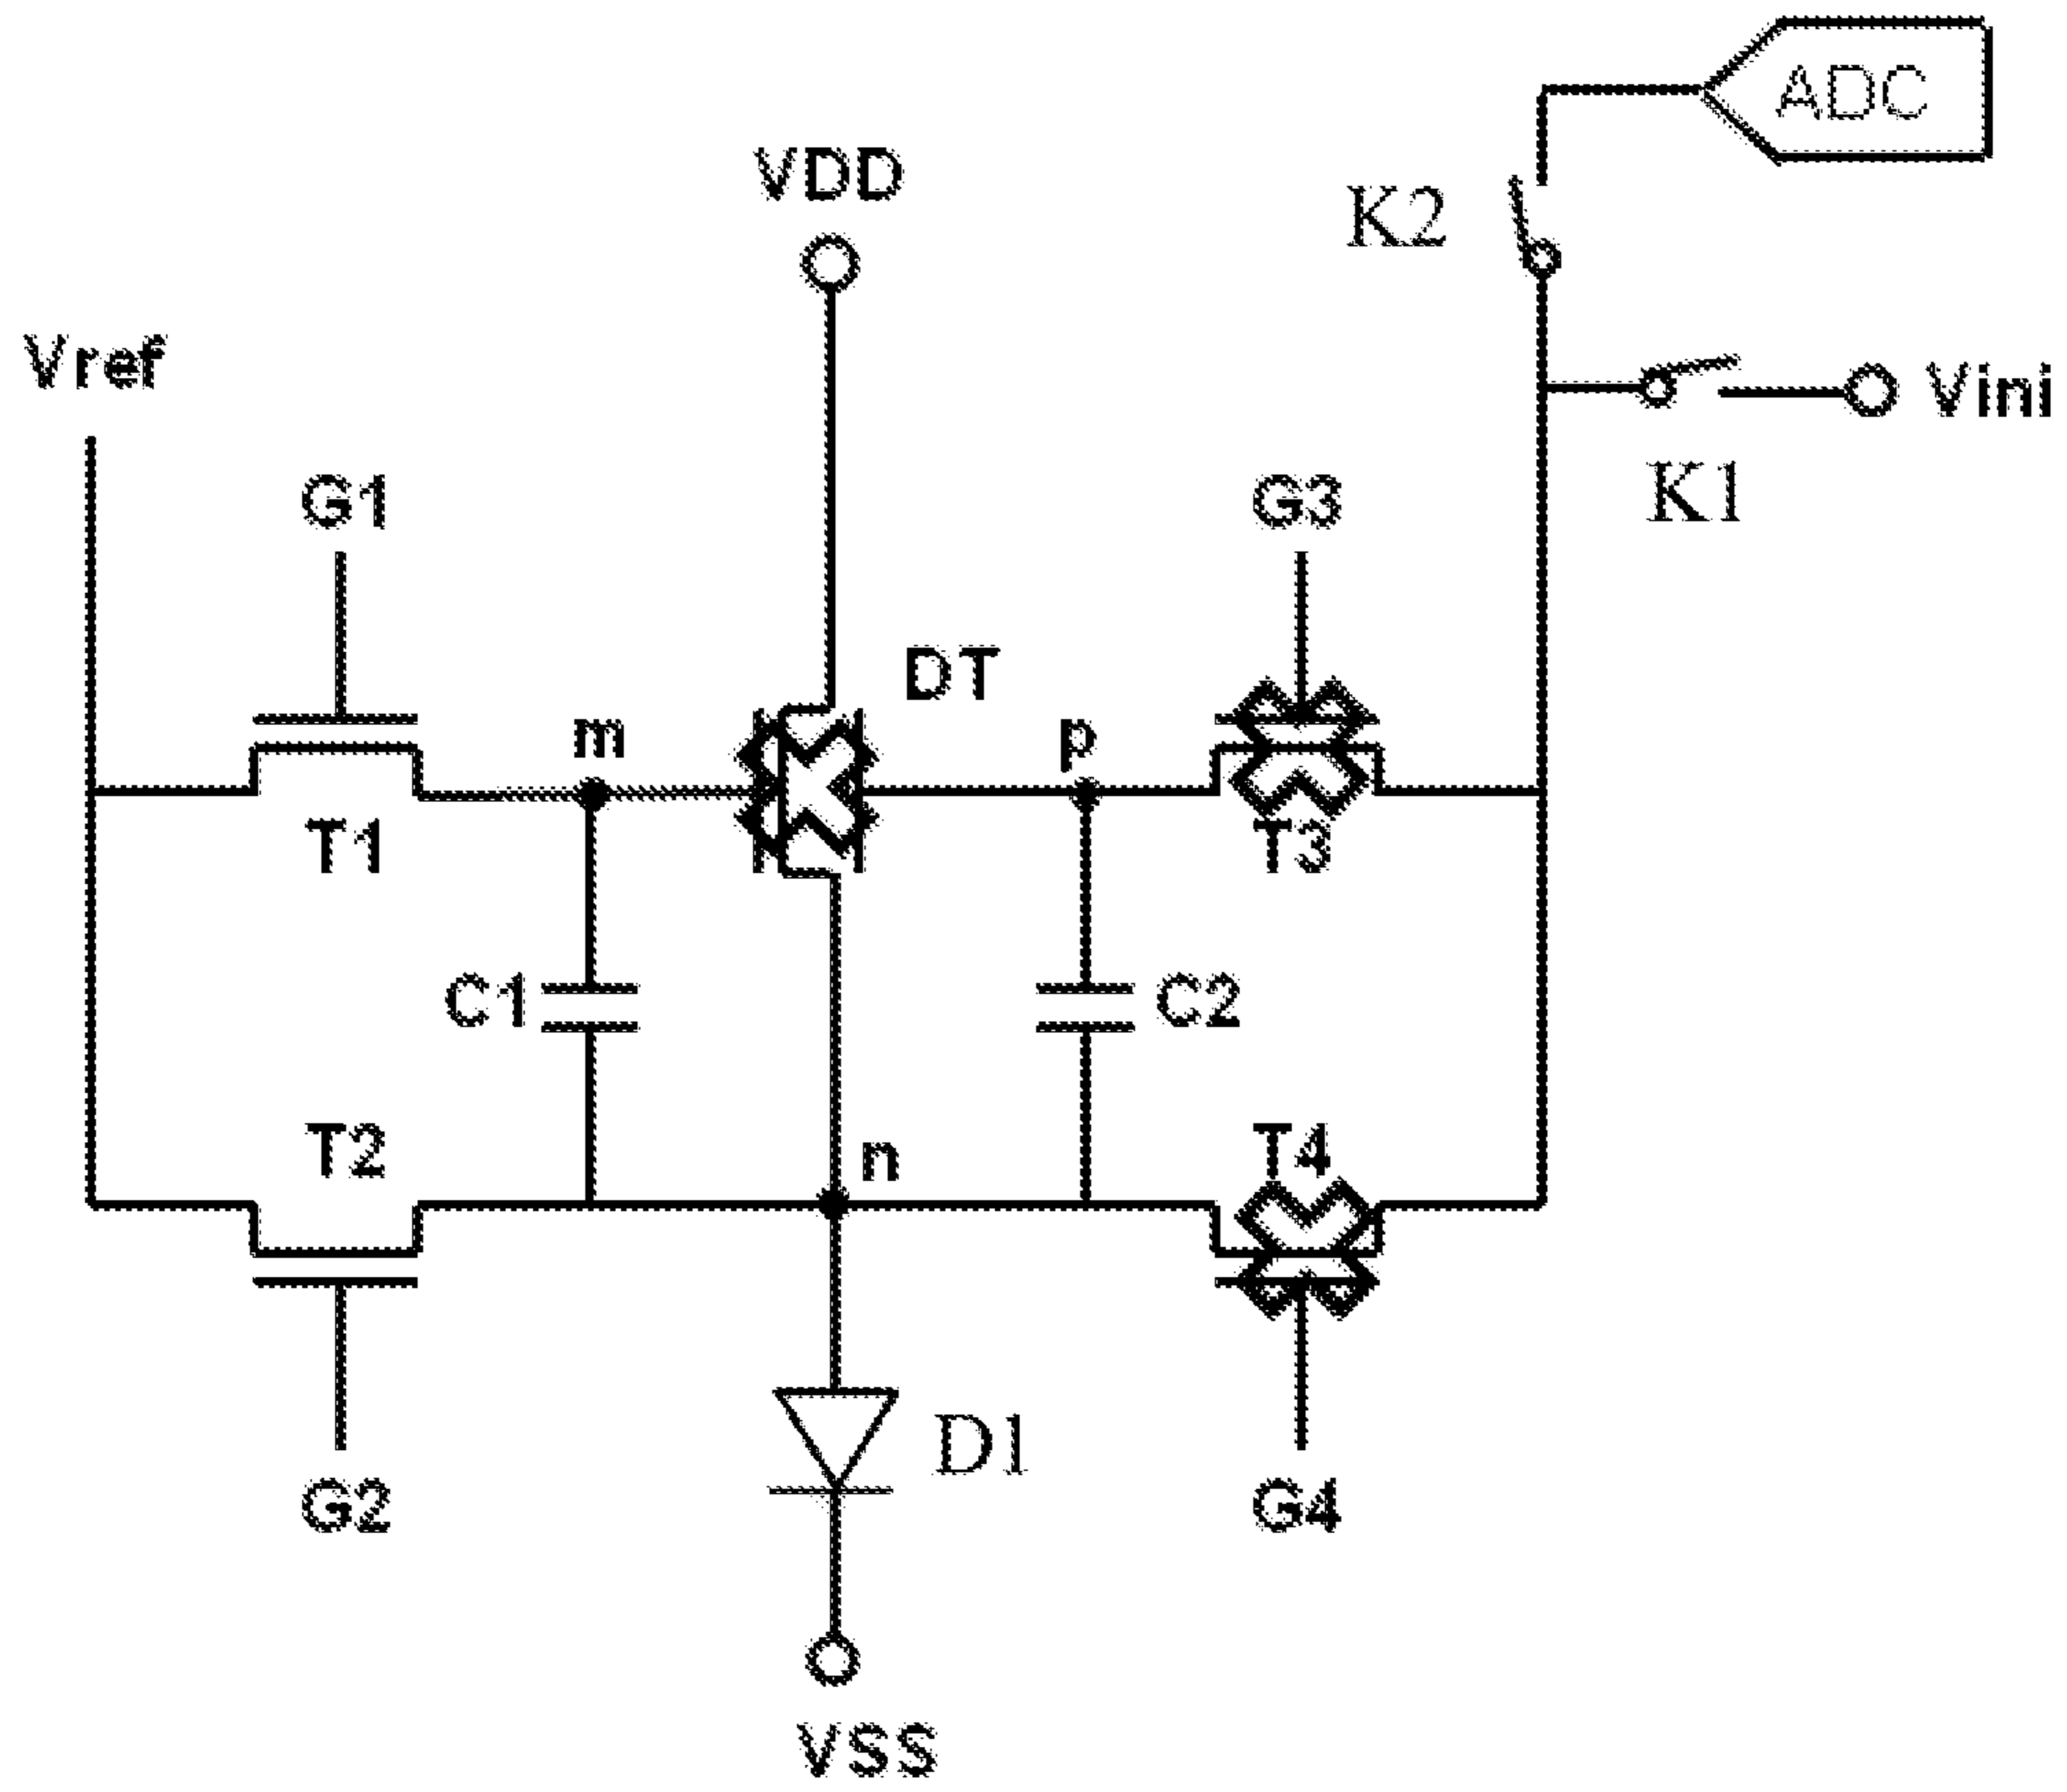 ADC
VDD
K2
Vref
Vini
G1
G3
K1
DT
m
p
T1
T3
C1
C2
T2
n
T4
D1
G2
G4
VSS